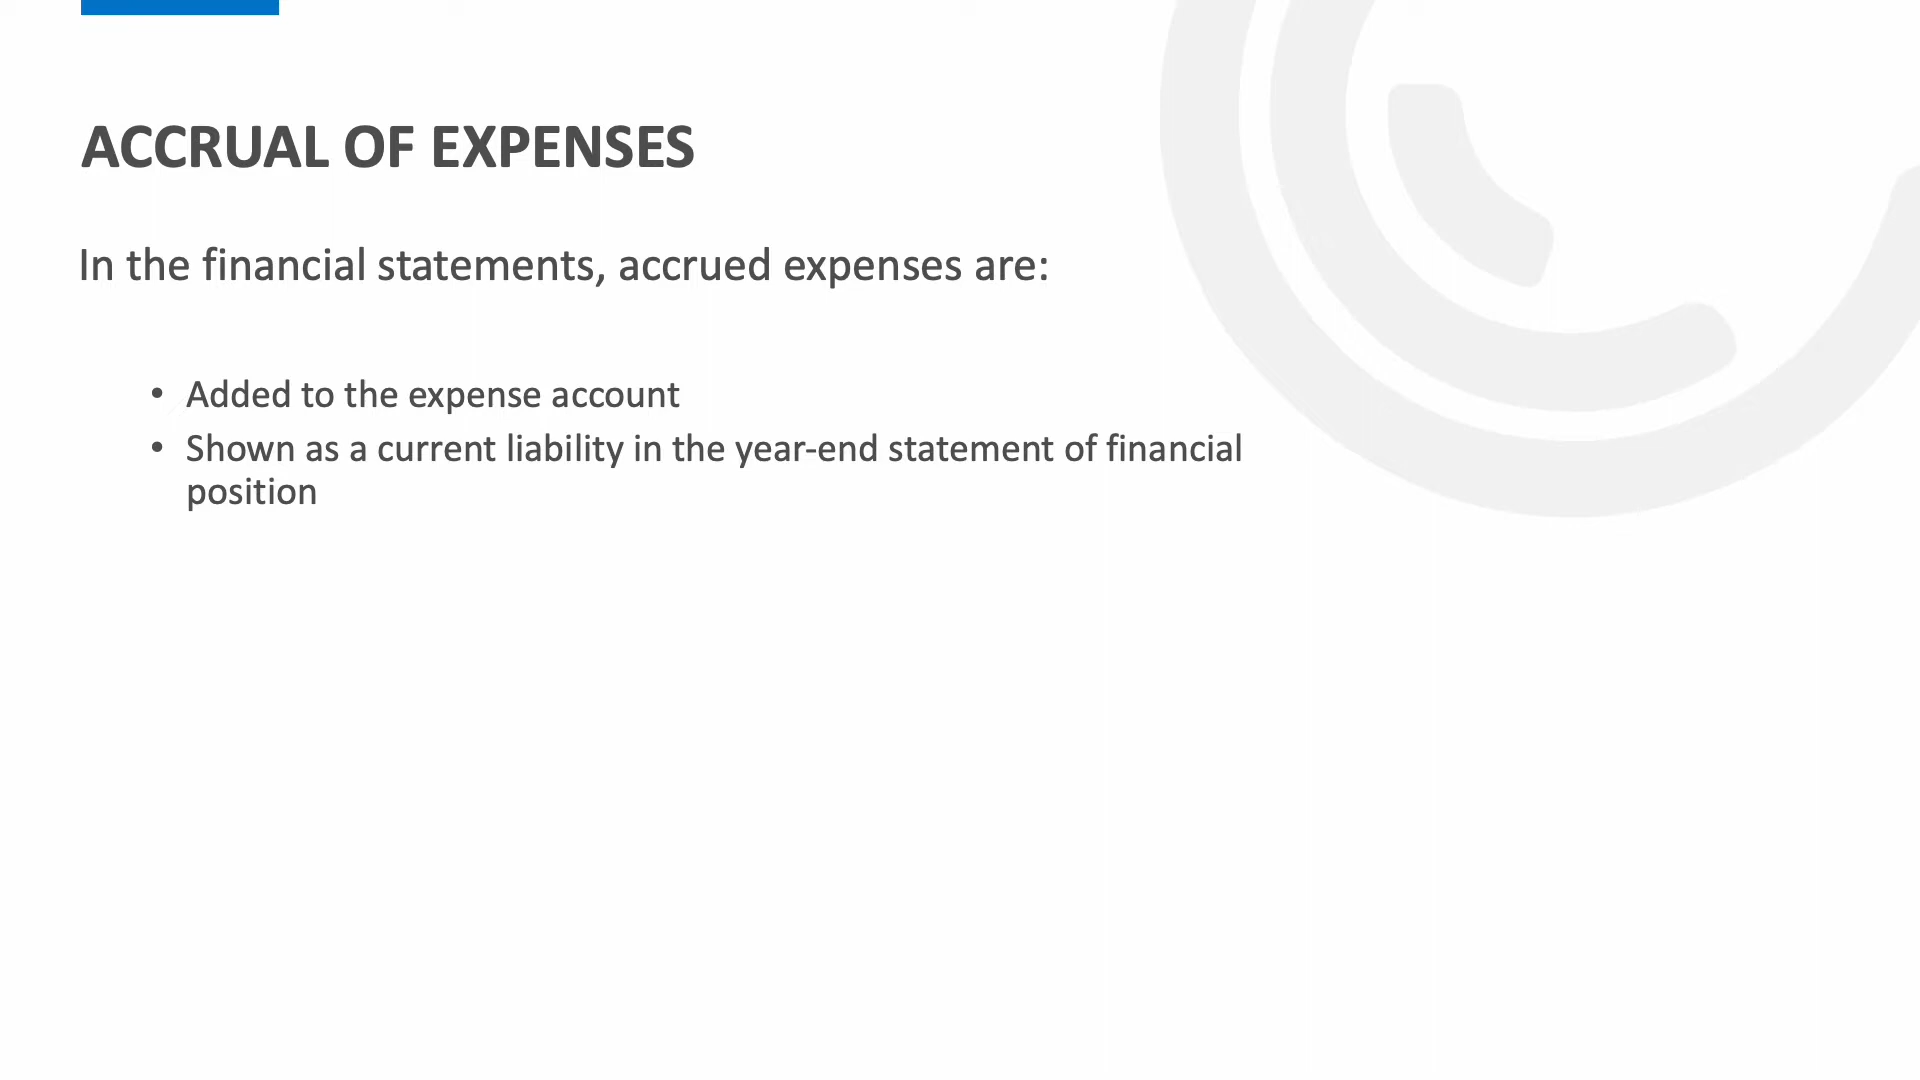 ACCRUAL OF EXPENSES
In the financial statements, accrued expenses are:
• Added to the expense account
• Shown as a current liability in the year-end statement of financial
position